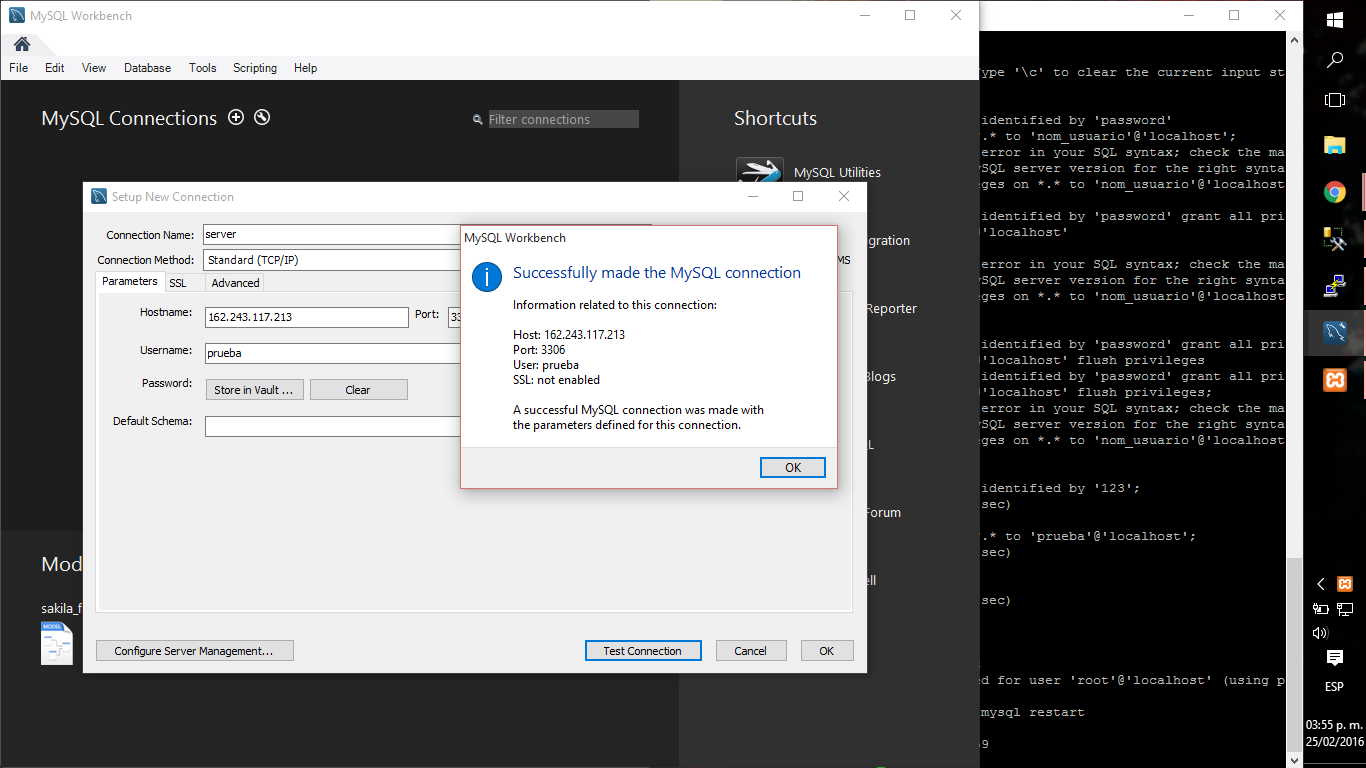 MySQL Workbench
File Edit View Database Tools Scripting Help
MySQL Connections
Filter connections
Shortcuts
MySQL Utilities
igration
Reporter
Blogs
Forum
Setup New Connection
Connection Name: server
Connection Method: Standard (TCP/IP)
Parameters SSL Advanced
Hostname: 162.243.117.213 Port:
Username: prueba
Password: Store in Vault ... Clear
Default Schema:
Configure Server Management...
Test Connection Cancel OK
MySQL Workbench
Successfully made the MySQL connection
Information related to this connection:
Host: 162.243.117.213
Port: 3306
User: prueba
SSL: not enabled
A successful MySQL connection was made with
the parameters defined for this connection.
OK
Mod
sakila_f
MODEL
Type '\c' to clear the current input st
identified by 'password'
.* to 'nom_usuario'@'localhost';
error in your SQL syntax; check the ma
ySQL server version for the right synta
eges on *.* to 'nom_usuario'@'localhost
identified by 'password' grant all pri
'localhost'
error in your SQL syntax; check the ma
ySQL server version for the right synta
eges on *.* to 'nom_usuario'@'localhost
identified by 'password' grant all pri
'localhost' flush privileges
identified by 'password' grant all pri
'localhost' flush privileges;
error in your SQL syntax; check the ma
ySQL server version for the right synta
eges on *.* to 'nom_usuario'@'localhost
identified by '123';
sec)
.* to 'prueba'@'localhost';
sec)
sec)
d for user 'root'@'localhost' (using p
mysql restart
9
ESP
03:55 p. m.
25/02/2016